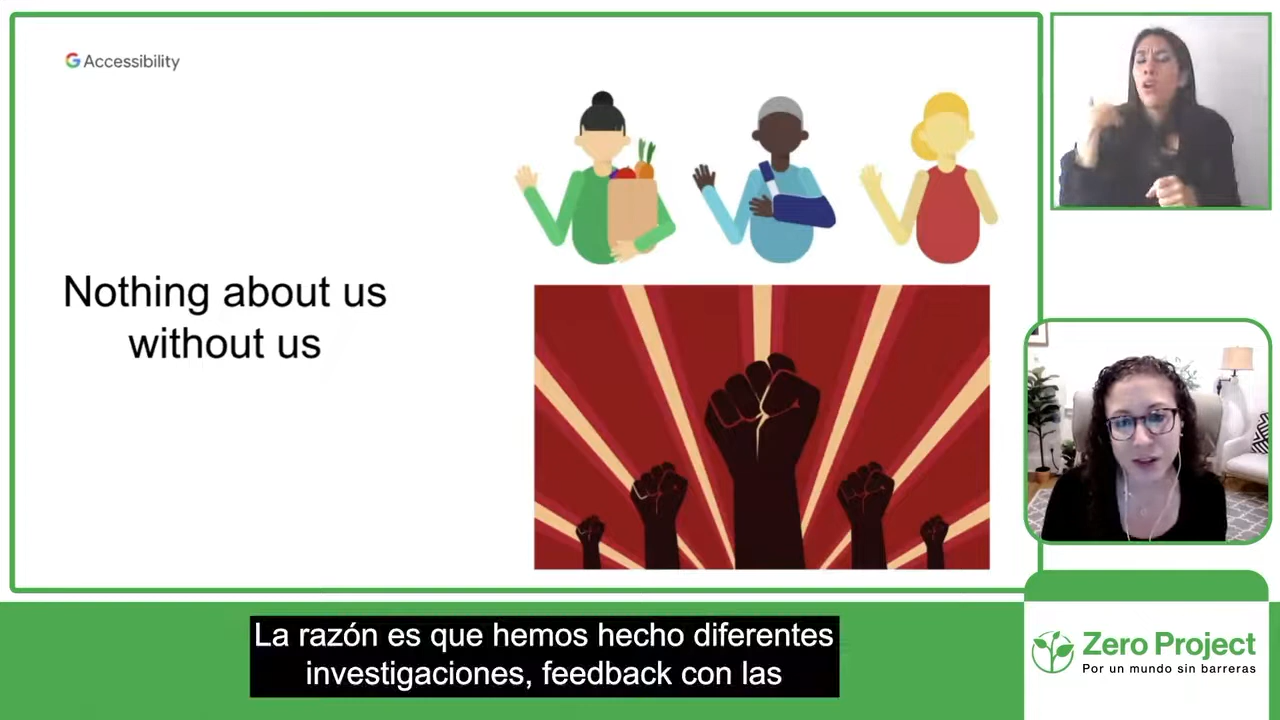 G Accessibility
Nothing about us
without us
La razón es que hemos hecho diferentes
investigaciones, feedback con las
Zero Project
Por un mundo sin barreras